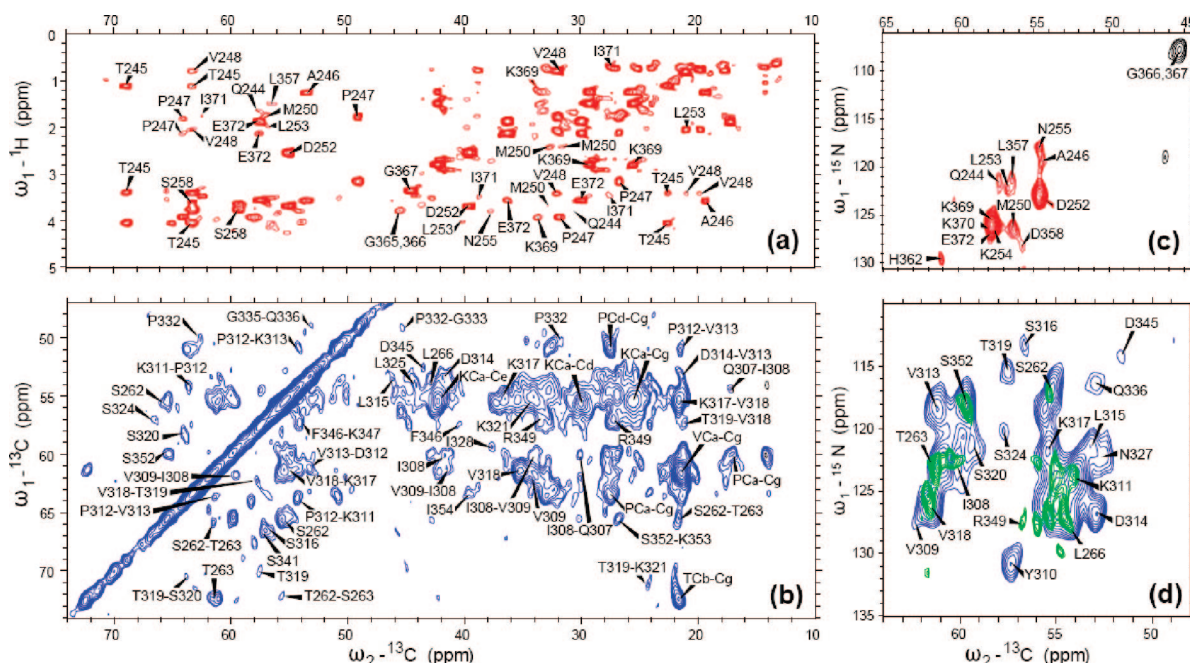 70 60 50 40 30 20 10
0
1
2
3
4
5
ω₁ - ¹H (ppm)
V248
I371
T245
V248
T245
L357
K369
Q244
A246
P247
I371
P247
M250
L253
P247
E372
L253
V248
E372
D252
M250
K369
K369
T245
S258
G367
I371
V248
E372
T245
V248
V248
M250
P247
D252
I371
A246
L253
E372
Q244
S258
N255
P247
T245
G365,366
K369
T245
(a)
65 60 55 50 45
110
115
120
125
130
ω₁ - ¹⁵N (ppm)
G366,367
N255
L357
L253
A246
Q244
K369
M250
D252
K370
E372
D358
K254
H362
(c)
50
55
60
65
70
ω₁-¹³C (ppm)
P332
G335-Q336
P332-G333
P332
PCd-Cg
P312-K313
P312-V313
D345
L266
D314
K317
KCa-Cg
D314-V313
K311-P312
L325
KCa-Ce
KCa-Cd
Q307-I308
S262
L315
K317-V318
S324
K321
T319-V318
F346-K347
F346
R349
R349
S320
I328
S352
V313-D312
I308
VCa-Cg
V309-I308
V318-K317
V318
V318-T319
V309-I308
PCa-Cg
P312-V313
I354
I308-V309
PCa-Cg
P312-K311
V309
S262-T263
S262
I308-Q307
S262-T263
S316
S352-K353
S341
T263
T319
T319-K321
TCb-Cg
T319-S320
T262-S263
(b)
70 60 50 40 30 20 10
ω₂ - ¹³C (ppm)
115
120
125
130
135
ω₁ - ¹⁵N (ppm)
S316
D345
T319
S352
S262
V313
Q336
L315
K317
T263
S324
N327
S320
K311
I308
R349
D314
V309
V318
L266
Y310
(d)
60 55 50
ω₂ - ¹³C (ppm)